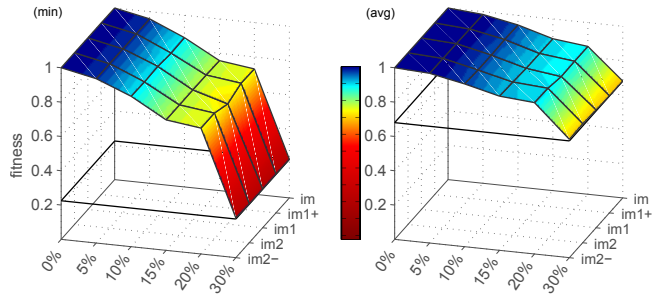 (min)
(avg)
fitness
1
0.8
0.6
0.4
0.2
0%
5%
10%
15%
20%
30%
im
im1+
im1
im2
im2−
1
0.8
0.6
0.4
0.2
0%
5%
10%
15%
20%
30%
im
im1+
im1
im2
im2−